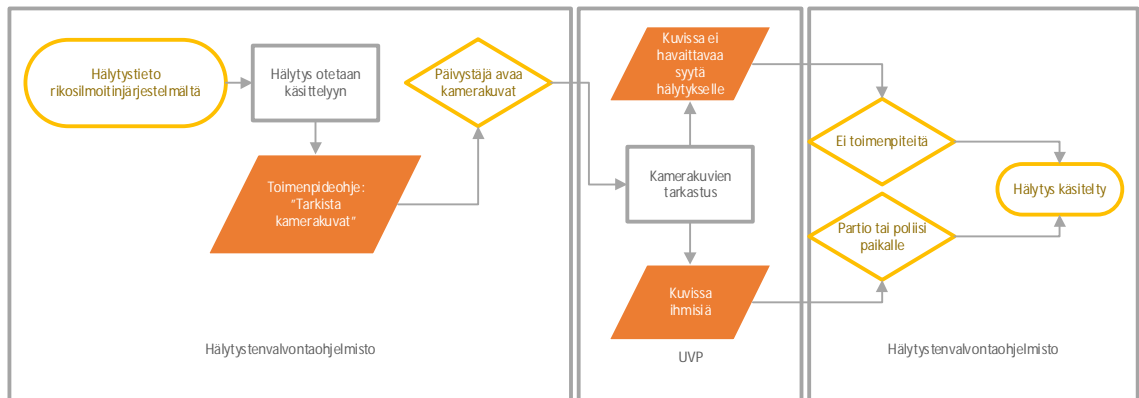 Hälytystieto
rikosilmoitinjärjestelmältä
Hälytys otetaan
käsittelyyn
Toimenpideohje:
"Tarkista
kamerakuvat"
Päivystäjä avaa
kamerakuvat
Hälytystenvalvontaohjelmisto
Kuvissa ei
havaittavaa
syytä
hälytykselle
Kamerakuvien
tarkastus
Kuvissa
ihmisiä
UVP
Ei toimenpiteitä
Partio tai poliisi
paikalle
Hälytys käsitelty
Hälytystenvalvontaohjelmisto